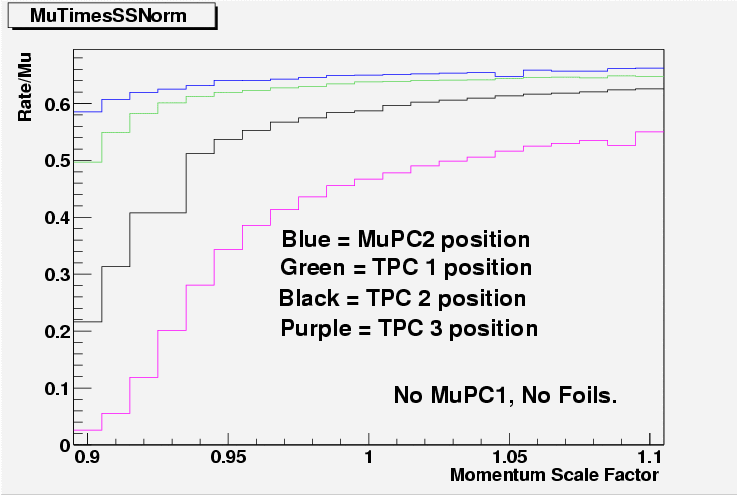 MuTimesSSNorm
Rate/Mu
0.6
0.5
0.4
0.3
0.2
0.1
0
Blue = MuPC2 position
Green = TPC 1 position
Black = TPC 2 position
Purple = TPC 3 position
No MuPC1, No Foils.
0.9 0.95 1 1.05 1.1
Momentum Scale Factor